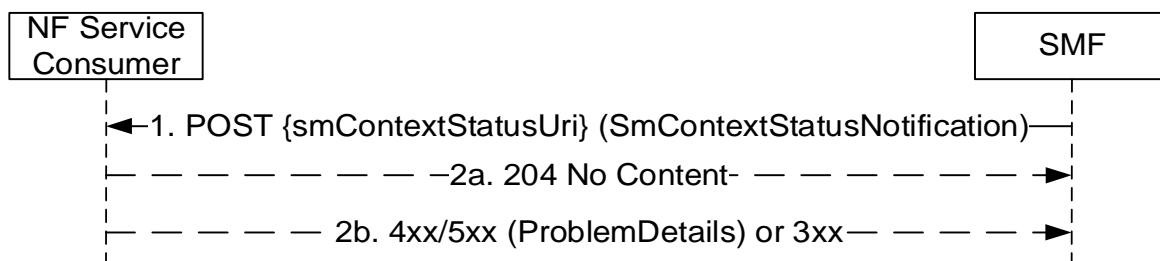 NF Service
Consumer
SMF
1. POST {smContextStatusUri} (SmContextStatusNotification)
2a. 204 No Content
2b. 4xx/5xx (ProblemDetails) or 3xx